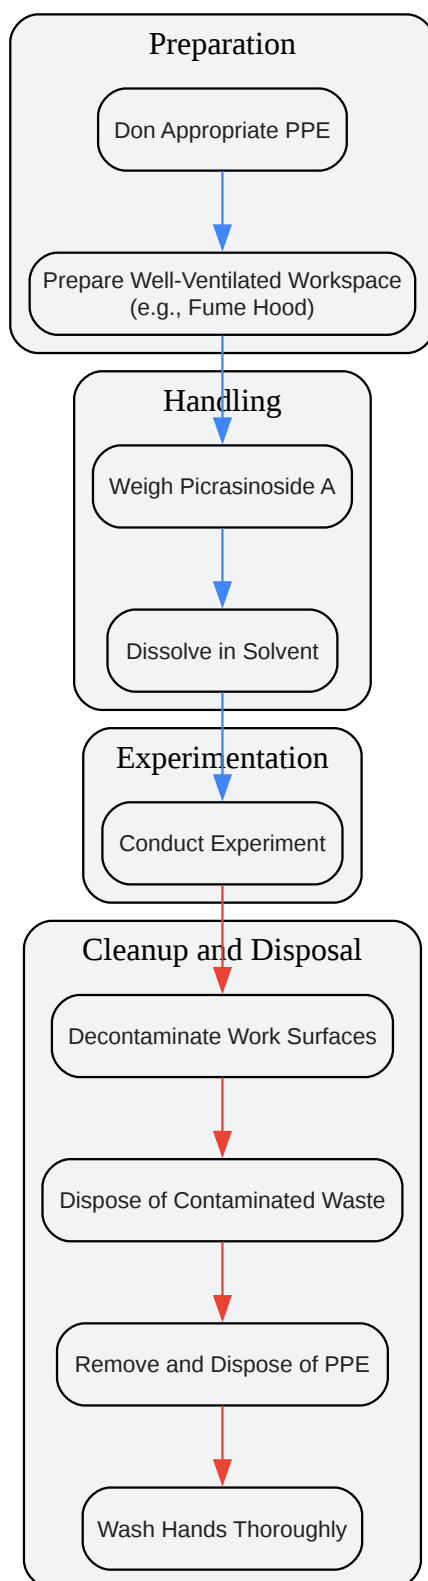 Preparation
Don Appropriate PPE
Prepare Well-Ventilated Workspace
(e.g., Fume Hood)
Handling
Weigh Picrasinoside A
Dissolve in Solvent
Experimentation
Conduct Experiment
Cleanup and Disposal
Decontaminate Work Surfaces
Dispose of Contaminated Waste
Remove and Dispose of PPE
Wash Hands Thoroughly